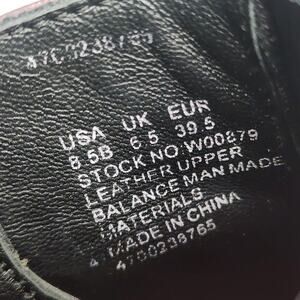 USA UK EUR
8.5B 6.5 39.5
STOCK NO:W00879
LEATHER UPPER
BALANCE MAN MADE
MATERIALS
MADE IN CHINA
4780238765